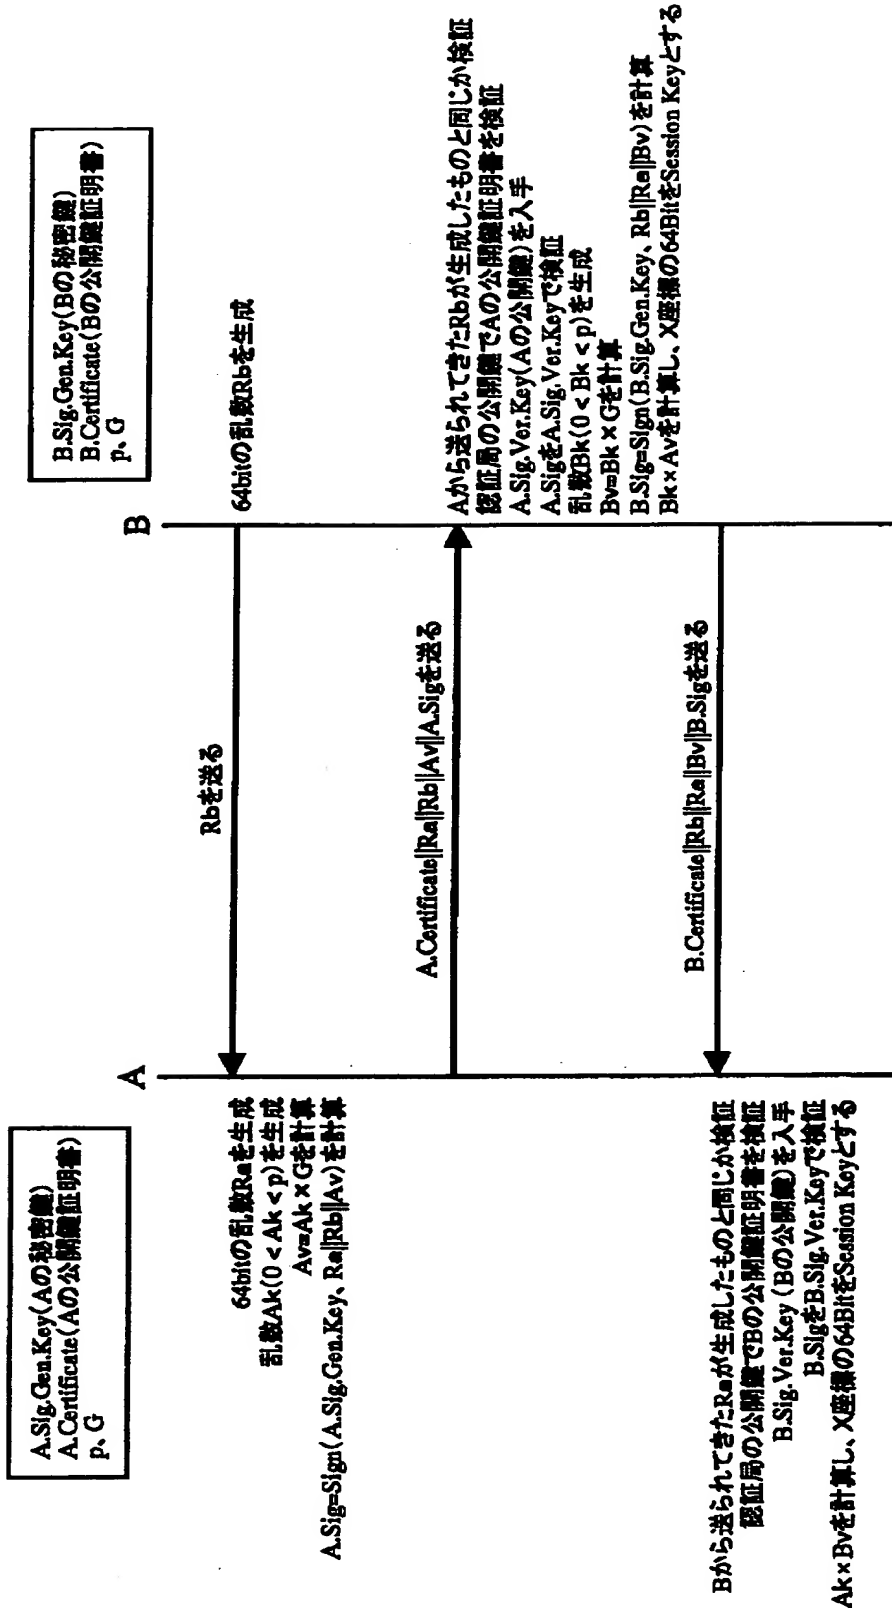 A.Sig.Gen.Key(Aの秘密鍵)
A.Certificate(Aの公開鍵証明書)
p、G
B.Sig.Gen.Key(Bの秘密鍵)
B.Certificate(Bの公開鍵証明書)
p、G
A
B
64bitの乱数Rbを生成
Rbを送る
64bitの乱数Raを生成
乱数Ak(0<Ak<p)を生成
Av=Ak×Gを計算
A.Sig=Sign(A.Sig.Gen.Key、Ra||Rb||Av)を計算
A.Certificate||Ra||Rb||Av||A.Sigを送る
Aから送られてきたRbが生成したものと同じか検証
認証局の公開鍵でAの公開鍵証明書を検証
A.Sig.Ver.Key(Aの公開鍵)を入手
A.SigをA.Sig.Ver.Keyで検証
乱数Bk(0<Bk<p)を生成
Bv=Bk×Gを計算
B.Sig=Sign(B.Sig.Gen.Key、Rb||Ra||Bv)を計算
Bk×Avを計算し、X座標の64BitをSession Keyとする
B.Certificate||Rb||Ra||Bv||B.Sigを送る
Bから送られてきたRaが生成したものと同じか検証
認証局の公開鍵でBの公開鍵証明書を検証
B.Sig.Ver.Key (Bの公開鍵)を入手
B.SigをB.Sig.Ver.Keyで検証
Ak×Bvを計算し、X座標の64BitをSession Keyとする